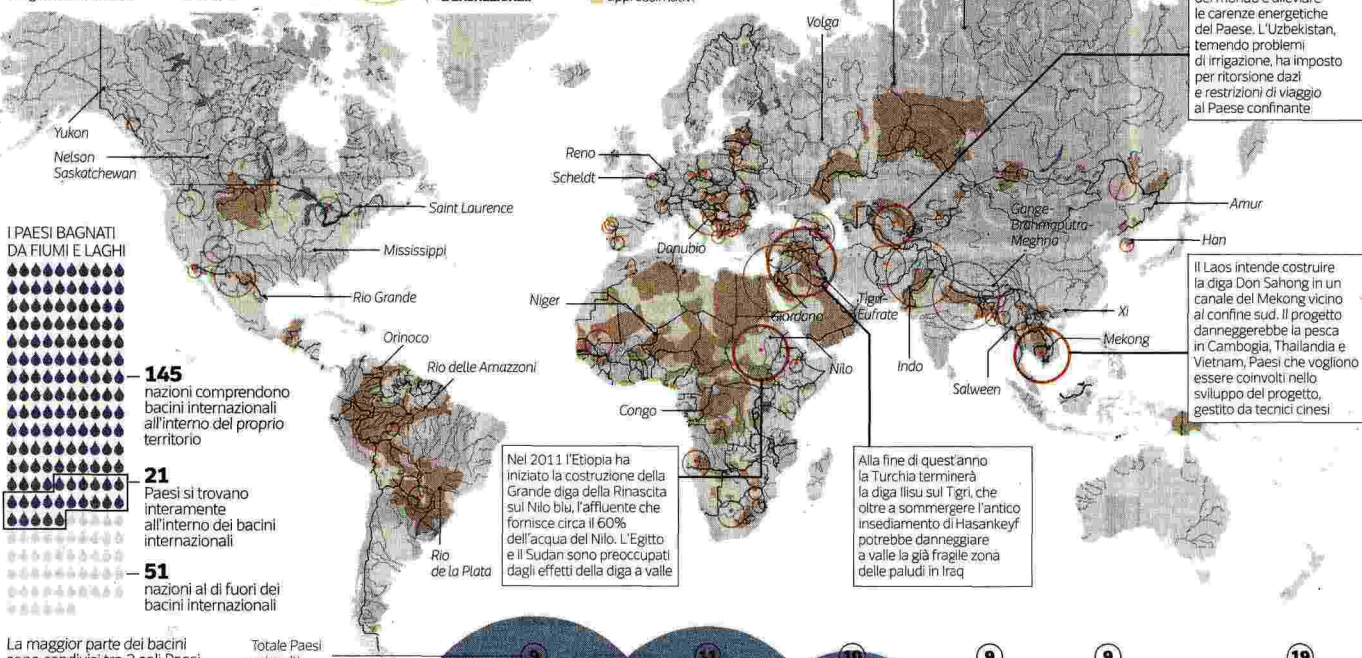 le carenze energetiche
del Paese. L'Uzbekistan,
temendo problemi
di irrigazione, ha imposto
per ritorsione dazi
e restrizioni di viaggio
al Paese confinante
Volga
Yukon
Nelson
Saskatchewan
Reno
Scheldt
Saint Laurence
Mississippi
Rio Grande
Danubio
Gange-
Brahmaputra-
Meghna
Amur
Han
I PAESI BAGNATI
DA FIUMI E LAGHI
Niger
Giordano
Tigri-
Eufrate
Xi
Mekong
Orinoco
Rio delle Amazzoni
Nilo
Indo
Salween
Congo
Il Laos intende costruire
la diga Don Sahong in un
canale del Mekong vicino
al confine sud. Il progetto
danneggerebbe la pesca
in Cambogia, Thailandia e
Vietnam, Paesi che vogliono
essere coinvolti nello
sviluppo del progetto,
gestito da tecnici cinesi
145
nazioni comprendono
bacini internazionali
all'interno del proprio
territorio
21
Paesi si trovano
interamente
all'interno dei bacini
internazionali
51
nazioni al di fuori dei
bacini internazionali
Rio
de la Plata
Nel 2011 l'Etiopia ha
iniziato la costruzione della
Grande diga della Rinascita
sul Nilo blu, l'affluente che
fornisce circa il 60%
dell'acqua del Nilo. L'Egitto
e il Sudan sono preoccupati
dagli effetti della diga a valle
Alla fine di quest'anno
la Turchia terminerà
la diga Ilisu sul Tigri, che
oltre a sommergere l'antico
insediamento di Hasankeyf
potrebbe danneggiare
a valle la già fragile zona
delle paludi in Iraq
La maggior parte dei bacini
Totale Paesi
9
11
10
9
9
19